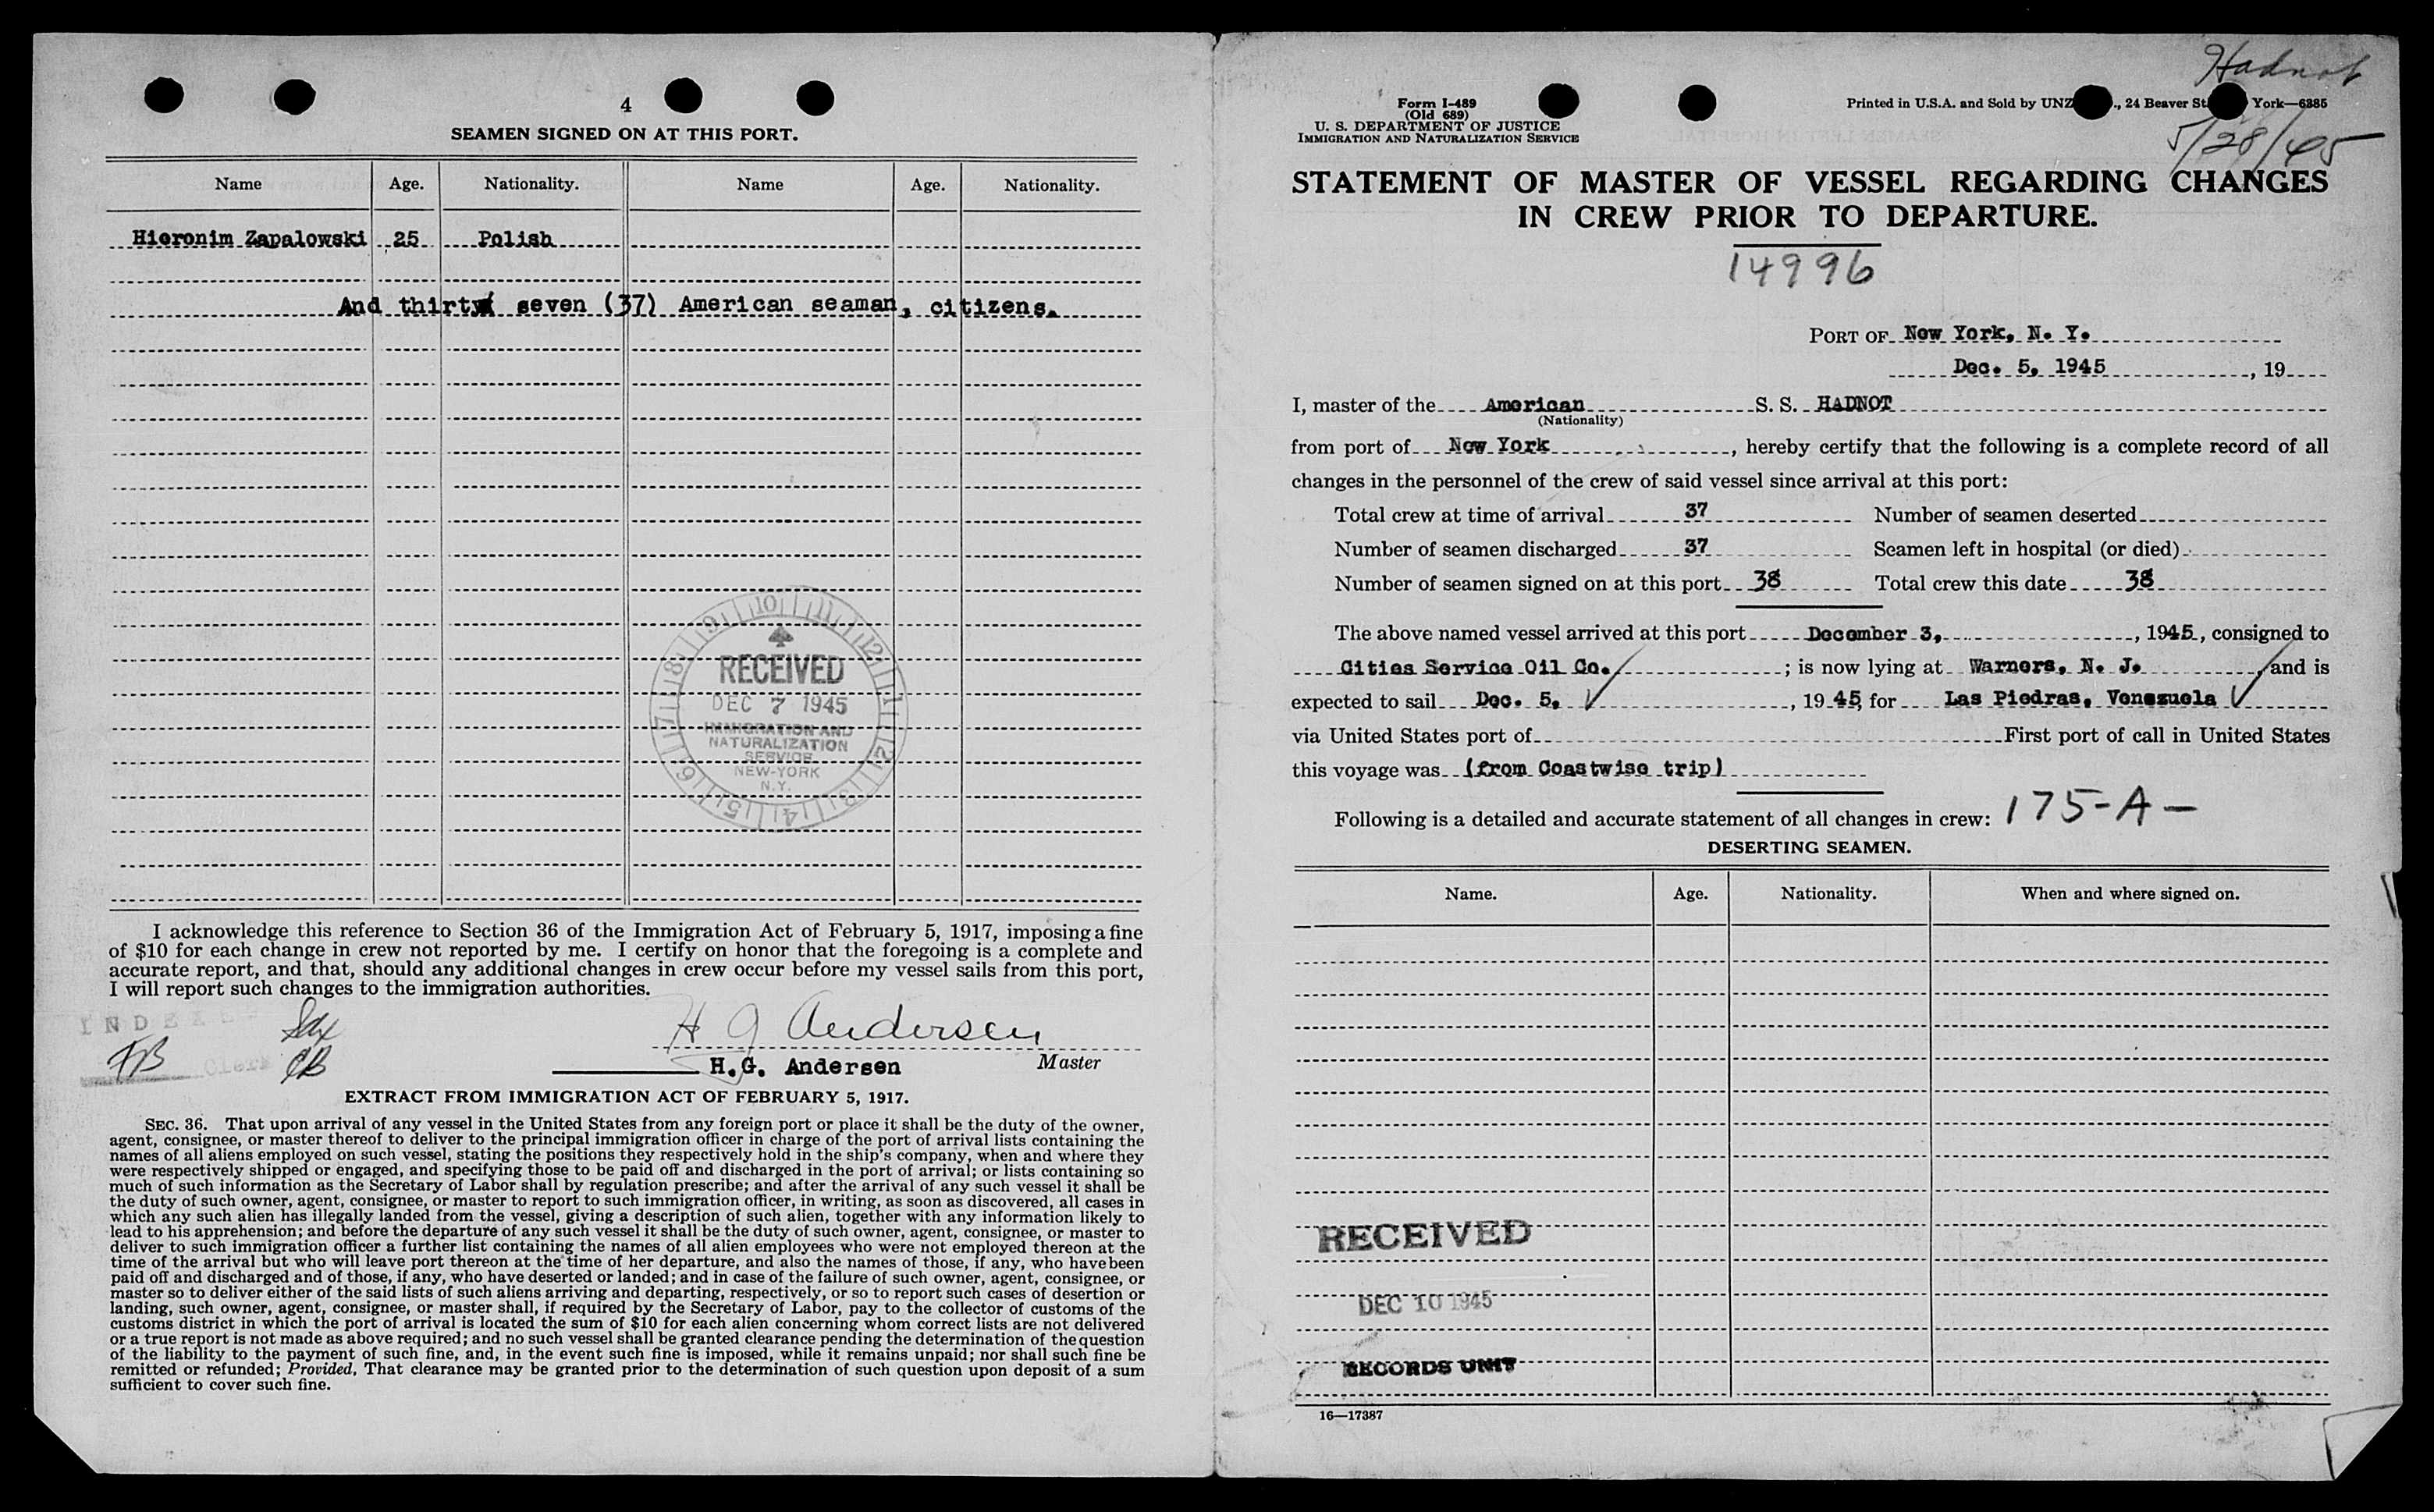 4
SEAMEN SIGNED ON AT THIS PORT.
Name Age. Nationality. Name Age. Nationality.
Hieronim Zapalowski 25 Polish
And thirty seven (37) American seaman, citizens.
10 11 12 1 2 3 4 5 6 7 8 9
RECEIVED
DEC 7 1945
IMMIGRATION AND
NATURALIZATION
SERVICE
NEW-YORK
N.Y.
I acknowledge this reference to Section 36 of the Immigration Act of February 5, 1917, imposing a fine
of $10 for each change in crew not reported by me. I certify on honor that the foregoing is a complete and
accurate report, and that, should any additional changes in crew occur before my vessel sails from this port,
I will report such changes to the immigration authorities.
INDEXED
Clerk
H G Andersen
H.G. Andersen Master
EXTRACT FROM IMMIGRATION ACT OF FEBRUARY 5, 1917.
SEC. 36. That upon arrival of any vessel in the United States from any foreign port or place it shall be the duty of the owner,
agent, consignee, or master thereof to deliver to the principal immigration officer in charge of the port of arrival lists containing the
names of all aliens employed on such vessel, stating the positions they respectively hold in the ship's company, when and where they
were respectively shipped or engaged, and specifying those to be paid off and discharged in the port of arrival; or lists containing so
much of such information as the Secretary of Labor shall by regulation prescribe; and after the arrival of any such vessel it shall be
the duty of such owner, agent, consignee, or master to report to such immigration officer, in writing, as soon as discovered, all cases in
which any such alien has illegally landed from the vessel, giving a description of such alien, together with any information likely to
lead to his apprehension; and before the departure of any such vessel it shall be the duty of such owner, agent, consignee, or master to
deliver to such immigration officer a further list containing the names of all alien employees who were not employed thereon at the
time of the arrival but who will leave port thereon at the time of her departure, and also the names of those, if any, who have been
paid off and discharged and of those, if any, who have deserted or landed; and in case of the failure of such owner, agent, consignee, or
master so to deliver either of the said lists of such aliens arriving and departing, respectively, or so to report such cases of desertion or
landing, such owner, agent, consignee, or master shall, if required by the Secretary of Labor, pay to the collector of customs of the
customs district in which the port of arrival is located the sum of $10 for each alien concerning whom correct lists are not delivered
or a true report is not made as above required; and no such vessel shall be granted clearance pending the determination of the question
of the liability to the payment of such fine, and, in the event such fine is imposed, while it remains unpaid; nor shall such fine be
remitted or refunded; Provided, That clearance may be granted prior to the determination of such question upon deposit of a sum
sufficient to cover such fine.
Hadnot
5/28/45
Form I-489
(Old 689)
U. S. DEPARTMENT OF JUSTICE
IMMIGRATION AND NATURALIZATION SERVICE
Printed in U.S.A. and Sold by UNZ ., 24 Beaver St York—6385
STATEMENT OF MASTER OF VESSEL REGARDING CHANGES
IN CREW PRIOR TO DEPARTURE.
14996
PORT OF New York, N. Y.
Dec. 5, 1945 , 19
I, master of the American S. S. HADNOT
(Nationality)
from port of New York , hereby certify that the following is a complete record of all
changes in the personnel of the crew of said vessel since arrival at this port:
Total crew at time of arrival 37 Number of seamen deserted
Number of seamen discharged 37 Seamen left in hospital (or died)
Number of seamen signed on at this port 38 Total crew this date 38
The above named vessel arrived at this port December 3, , 1945, consigned to
Cities Service Oil Co. ; is now lying at Warners, N. J. , and is
expected to sail Dec. 5, , 19 45, for Las Piedras, Venezuela
via United States port of First port of call in United States
this voyage was (from Coastwise trip)
Following is a detailed and accurate statement of all changes in crew: 175-A-
DESERTING SEAMEN.
Name. Age. Nationality. When and where signed on.
RECEIVED
DEC 10 1945
RECORDS UNIT
16—17387